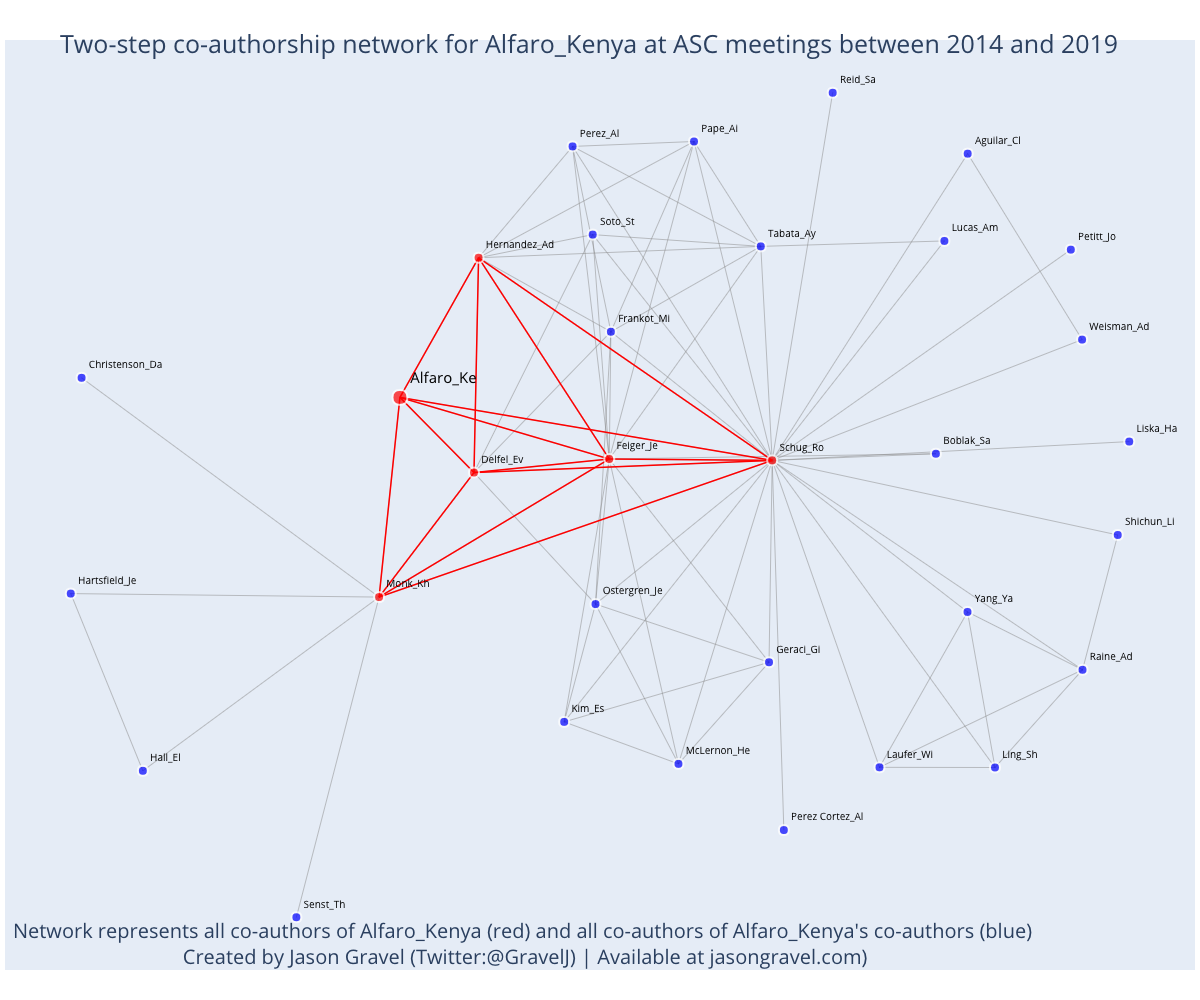 Two-step co-authorship network for Alfaro_Kenya at ASC meetings between 2014 and 2019
Reid_Sa
Perez_Al
Pape_Ai
Aguilar_Cl
Soto_St
Lucas_Am
Tabata_Ay
Petitt_Jo
Hernandez_Ad
Frankot_Mi
Weisman_Ad
Christenson_Da
Alfaro_Ke
Liska_Ha
Boblak_Sa
Feiger_Je
Schug_Ro
Delfel_Ev
Shichun_Li
Hartsfield_Je
Monk_Kh
Ostergren_Je
Yang_Ya
Geraci_Gi
Raine_Ad
Kim_Es
McLernon_He
Hall_El
Laufer_Wi
Ling_Sh
Perez Cortez_Al
Senst_Th
Network represents all co-authors of Alfaro_Kenya (red) and all co-authors of Alfaro_Kenya's co-authors (blue)
Created by Jason Gravel (Twitter:@GravelJ) | Available at jasongravel.com)